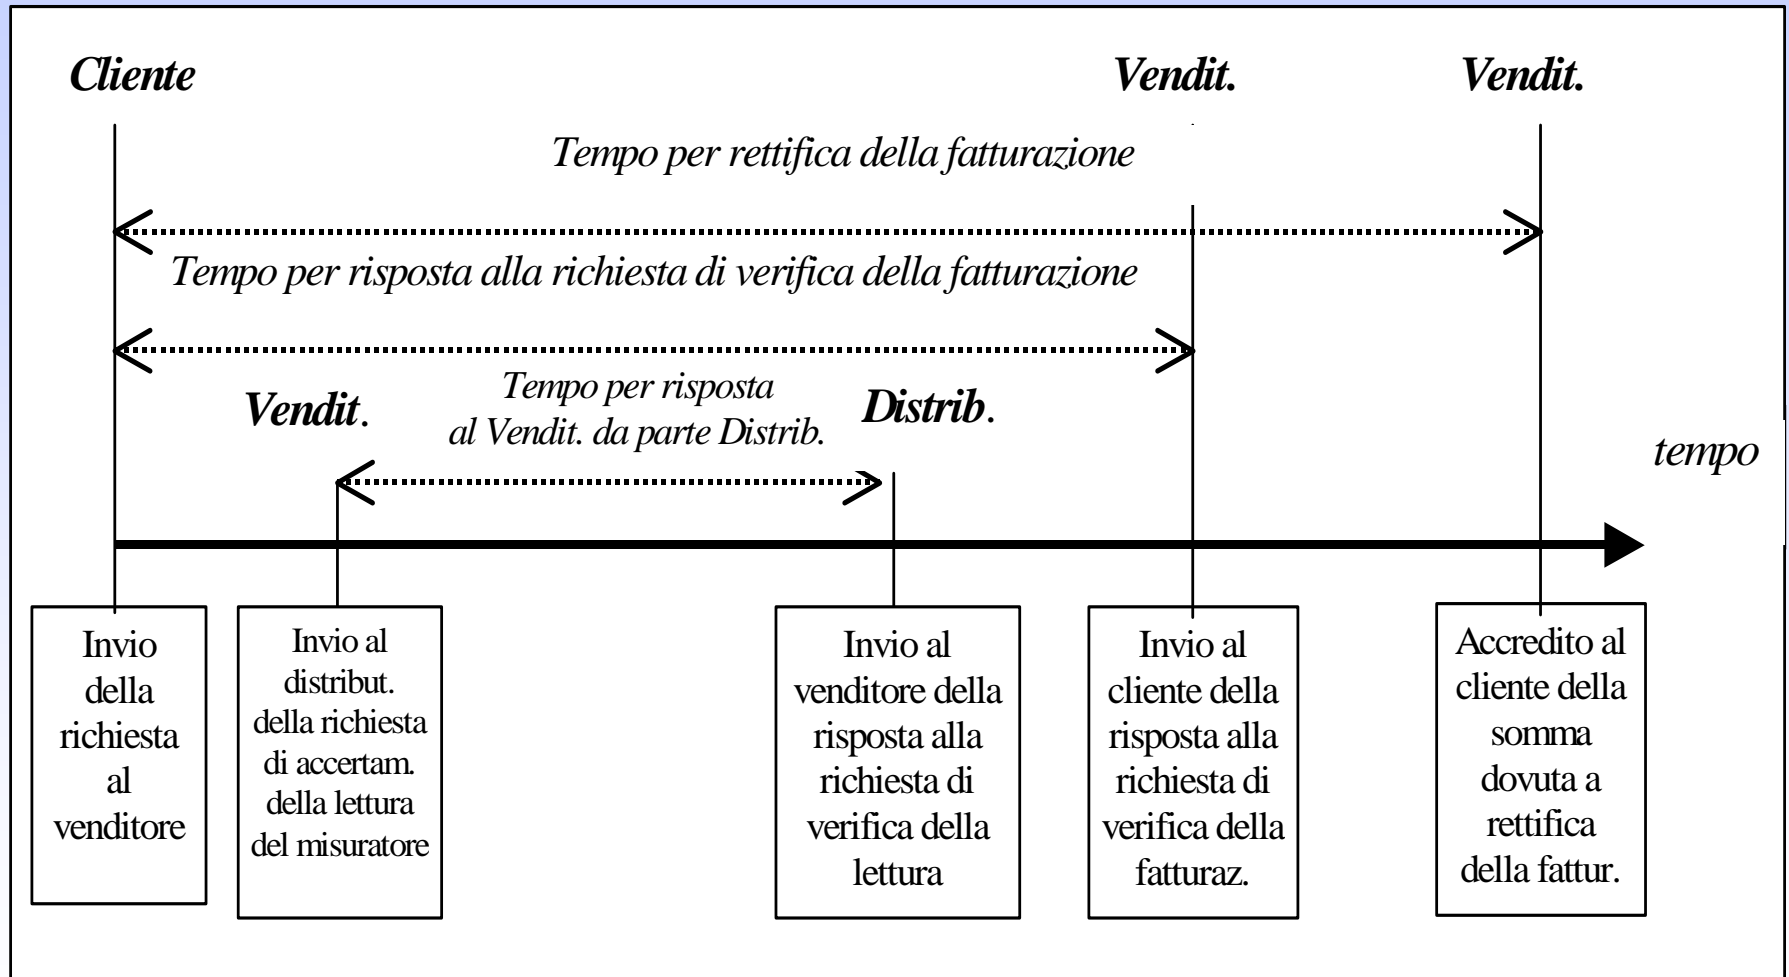 Cliente
Vendit.
Vendit.
Tempo per rettifica della fatturazione
Tempo per risposta alla richiesta di verifica della fatturazione
Vendit.
Tempo per risposta
al Vendit. da parte Distrib.
Distrib.
tempo
Invio
della
richiesta
al
venditore
Invio al
distribut.
della richiesta
di accertam.
della lettura
del misuratore
Invio al
venditore della
risposta alla
richiesta di
verifica della
lettura
Invio al
cliente della
risposta alla
richiesta di
verifica della
fatturaz.
Accredito al
cliente della
somma
dovuta a
rettifica
della fattur.